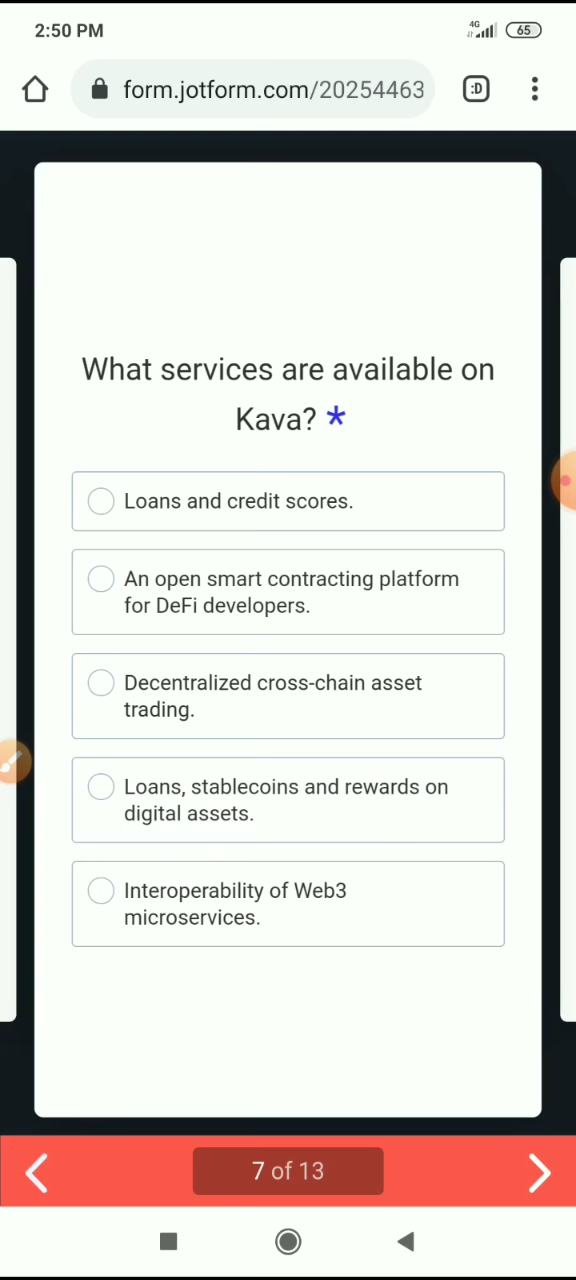 2:50 PM
4G
65
form.jotform.com/20254463
:D
What services are available on
Kava? *
Loans and credit scores.
An open smart contracting platform
for DeFi developers.
Decentralized cross-chain asset
trading.
Loans, stablecoins and rewards on
digital assets.
Interoperability of Web3
microservices.
7 of 13